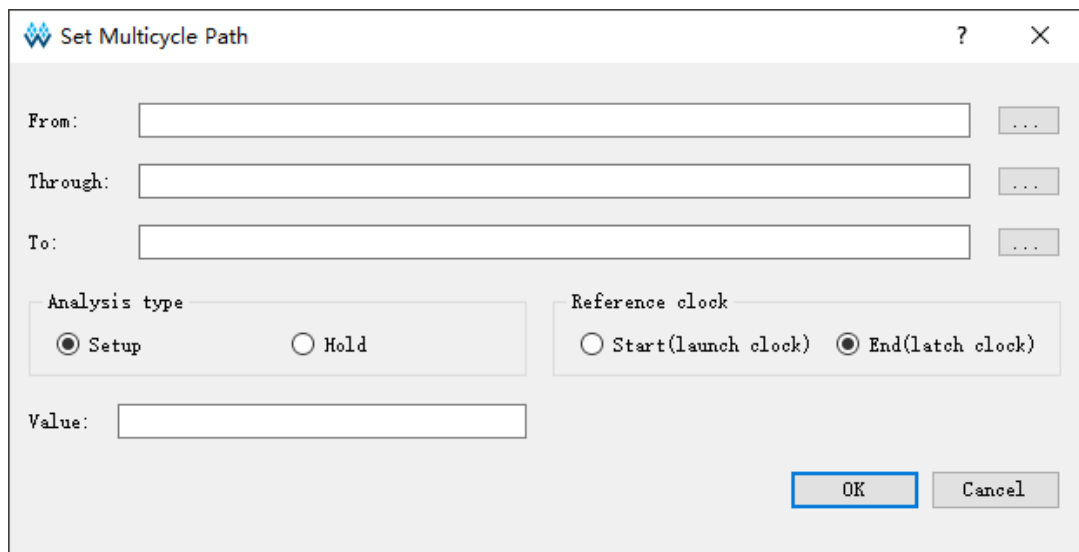 Set Multicycle Path ?
From: ...
Through: ...
To: ...
Analysis type Reference clock
Setup Hold Start(launch clock) End(latch clock)
Value:
OK Cancel